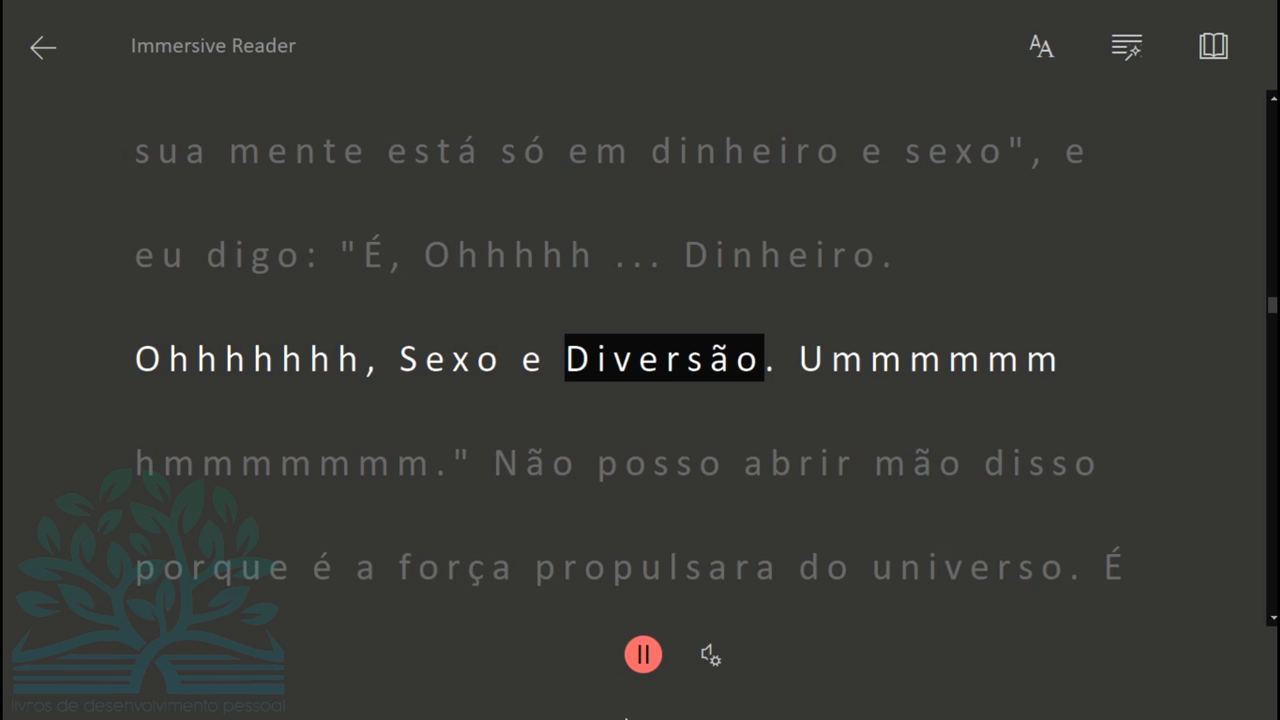 Immersive Reader
sua mente está só em dinheiro e sexo", e
eu digo: "É, Ohhhhh ... Dinheiro.
Ohhhhhhh, Sexo e Diversão. Ummmmmm
hmmmmmmm." Não posso abrir mão disso
porque é a força propulsara do universo. É
livros de desenvolvimento pessoal